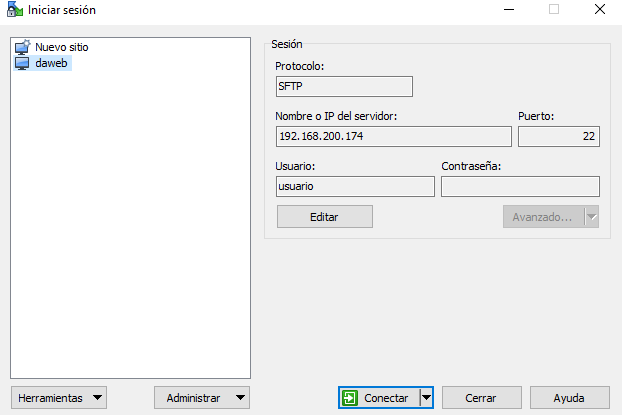 Iniciar sesión
Nuevo sitio
daweb
Sesión
Protocolo:
SFTP
Nombre o IP del servidor:
Puerto:
192.168.200.174
22
Usuario:
Contraseña:
usuario
Editar
Avanzado...
Herramientas
Administrar
Conectar
Cerrar
Ayuda